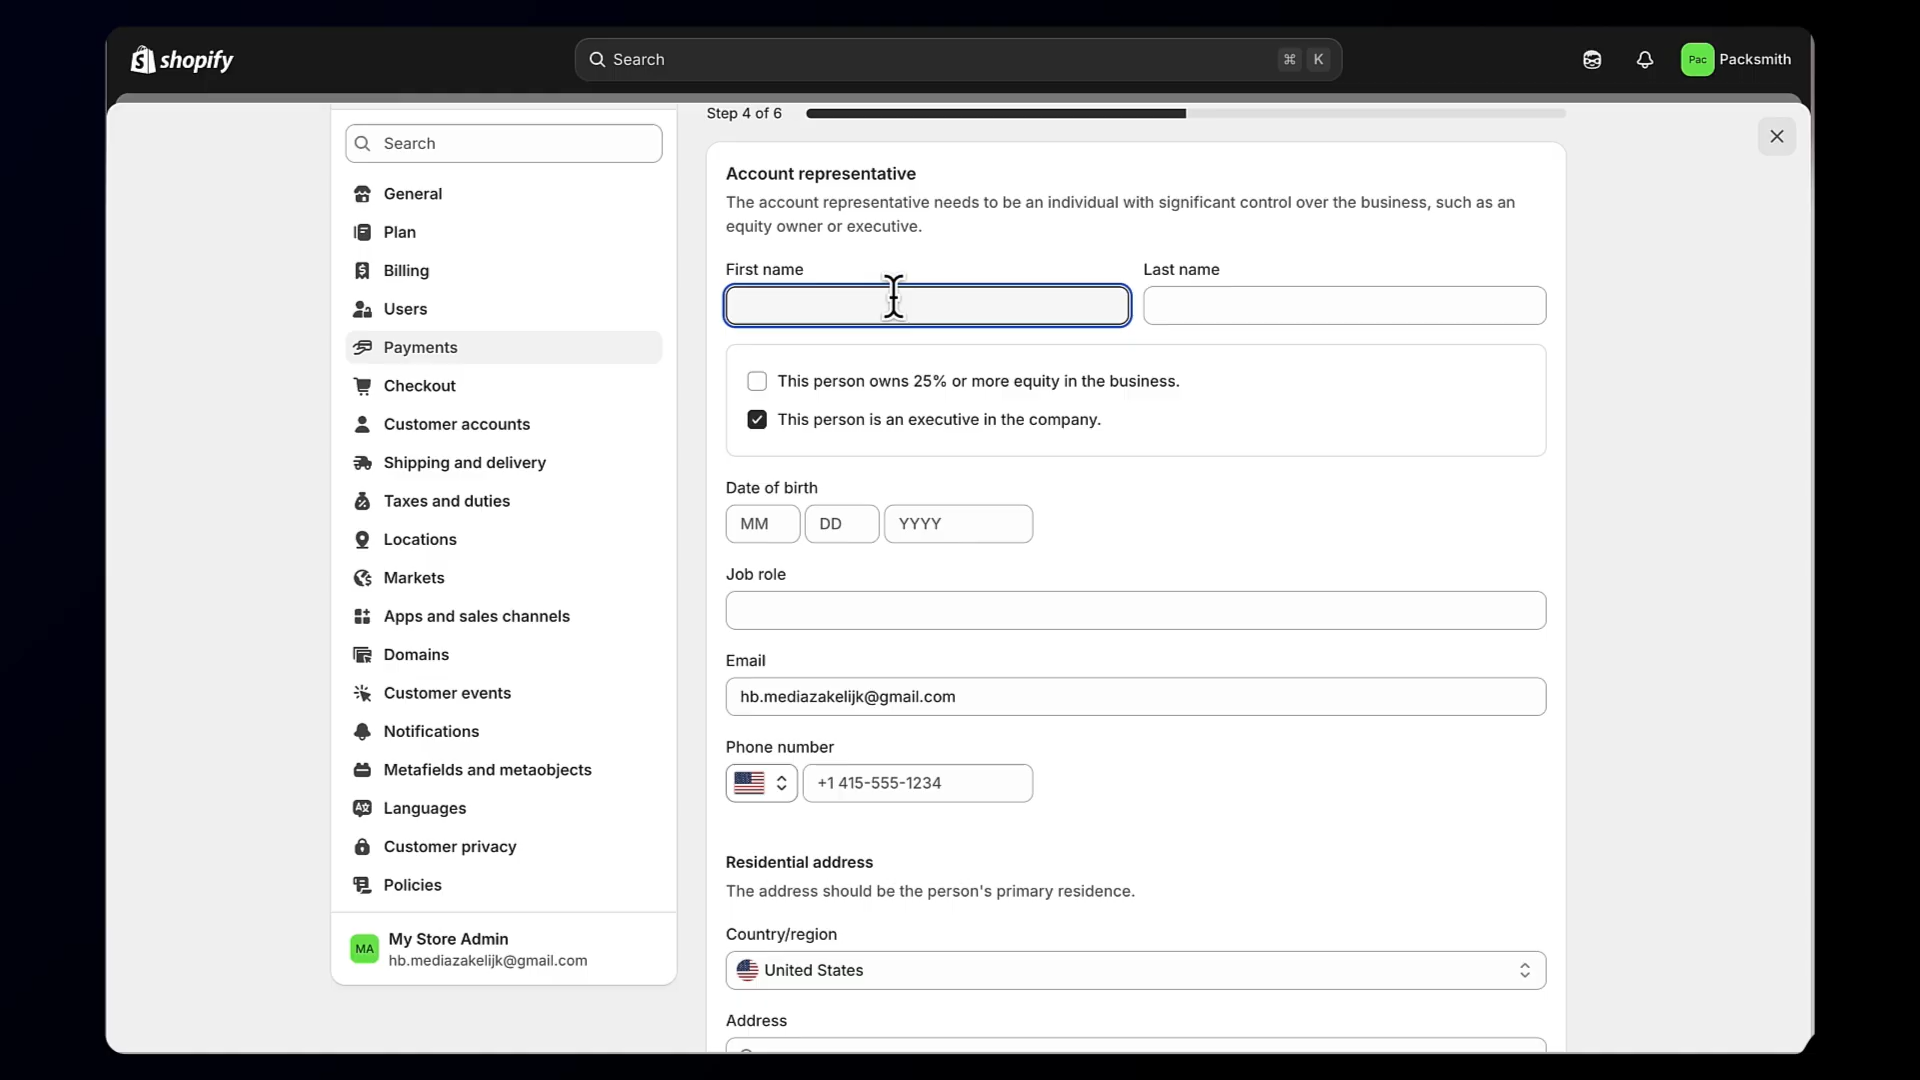 shopify
Search
⌘ K
Pac Packsmith
Search
General
Plan
Billing
Users
Payments
Checkout
Customer accounts
Shipping and delivery
Taxes and duties
Locations
Markets
Apps and sales channels
Domains
Customer events
Notifications
Metafields and metaobjects
Languages
Customer privacy
Policies
MA
My Store Admin
hb.mediazakelijk@gmail.com
Step 4 of 6
Account representative
The account representative needs to be an individual with significant control over the business, such as an
equity owner or executive.
First name Last name
This person owns 25% or more equity in the business.
This person is an executive in the company.
Date of birth
MM DD YYYY
Job role
Email
hb.mediazakelijk@gmail.com
Phone number
+1 415-555-1234
Residential address
The address should be the person's primary residence.
Country/region
United States
Address